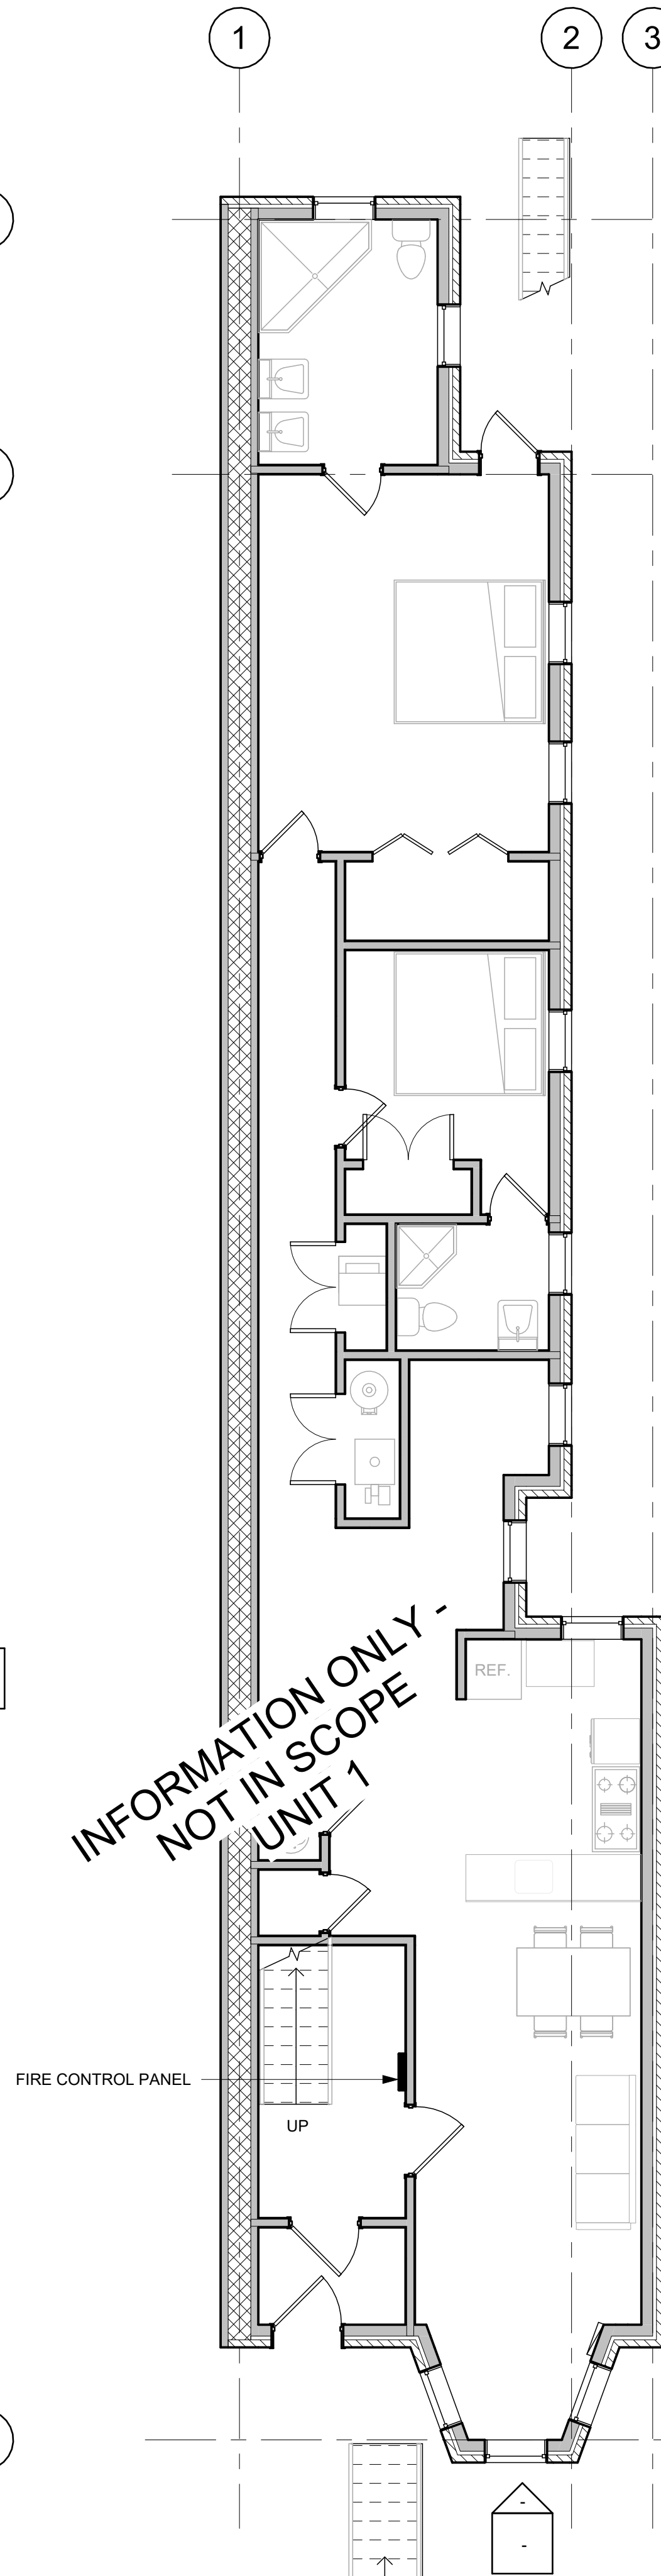 1
2
3
REF.
INFORMATION ONLY -
NOT IN SCOPE
UNIT 1
FIRE CONTROL PANEL
UP
-
-